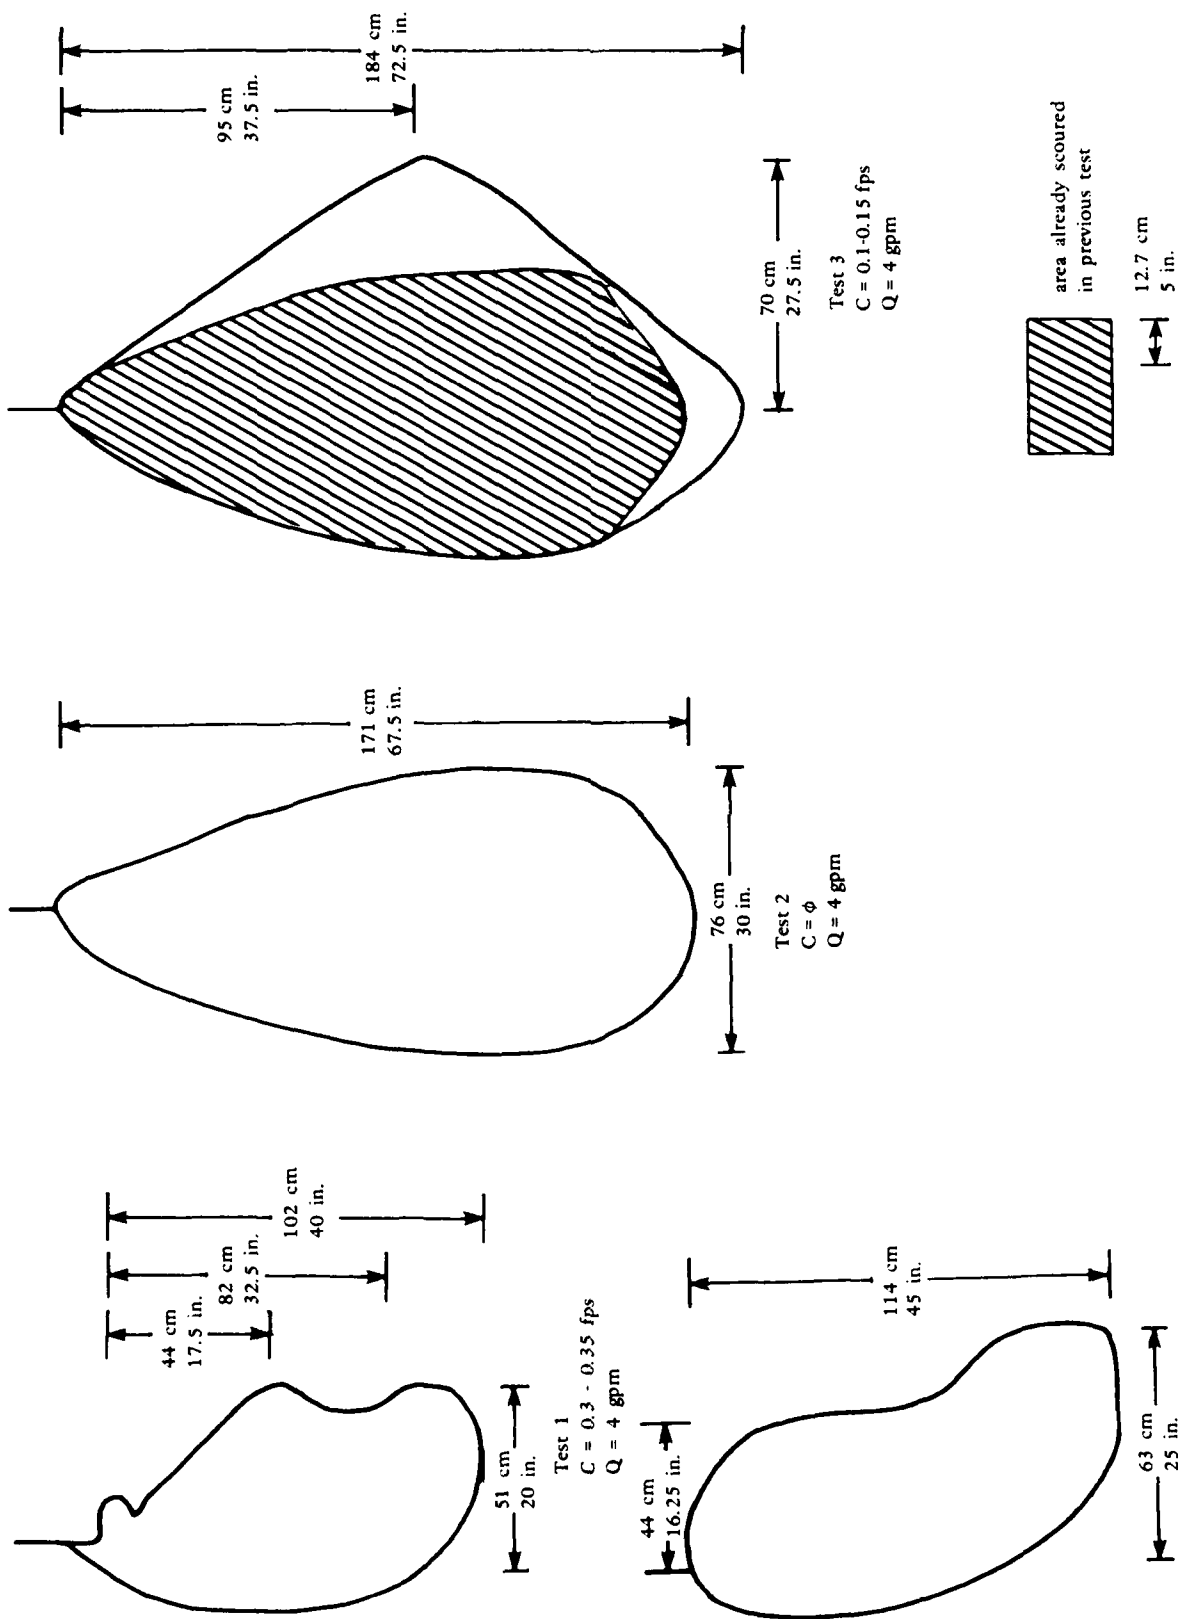 44 cm
17.5 in.
82 cm
32.5 in.
102 cm
40 in.
51 cm
20 in.
Test 1
C = 0.3 - 0.35 fps
Q = 4 gpm
44 cm
16.25 in.
114 cm
45 in.
63 cm
25 in.
171 cm
67.5 in.
76 cm
30 in.
Test 2
C = ϕ
Q = 4 gpm
95 cm
37.5 in.
184 cm
72.5 in.
70 cm
27.5 in.
Test 3
C = 0.1-0.15 fps
Q = 4 gpm
area already scoured
in previous test
12.7 cm
5 in.